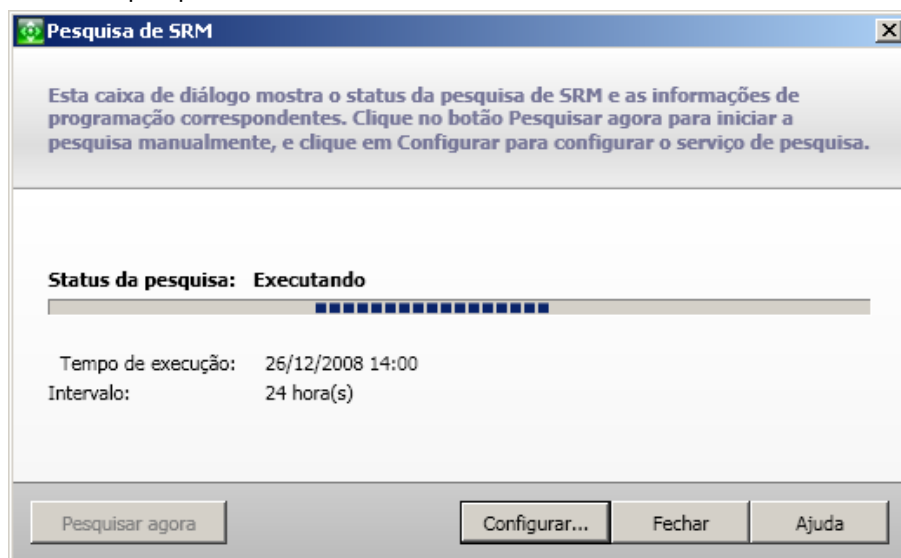 Pesquisa de SRM
Esta caixa de diálogo mostra o status da pesquisa de SRM e as informações de
programação correspondentes. Clique no botão Pesquisar agora para iniciar a
pesquisa manualmente, e clique em Configurar para configurar o serviço de pesquisa.
Status da pesquisa: Executando
Tempo de execução: 26/12/2008 14:00
Intervalo: 24 hora(s)
Pesquisar agora Configurar... Fechar Ajuda